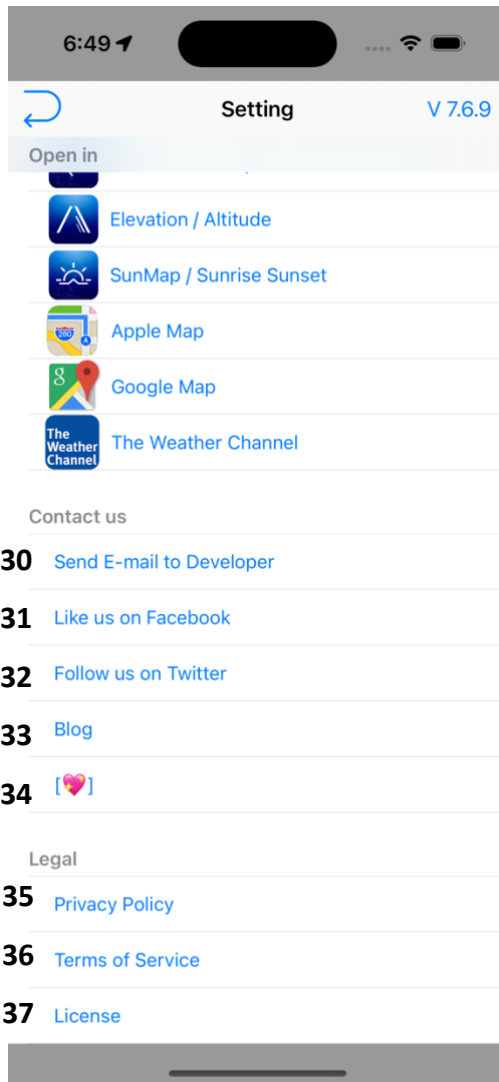 6:49
Setting
V 7.6.9
Open in
Elevation / Altitude
SunMap / Sunrise Sunset
280
Apple Map
g
Google Map
The
Weather
Channel
The Weather Channel
Contact us
30 Send E-mail to Developer
31 Like us on Facebook
32 Follow us on Twitter
33 Blog
34 [💖]
Legal
35 Privacy Policy
36 Terms of Service
37 License